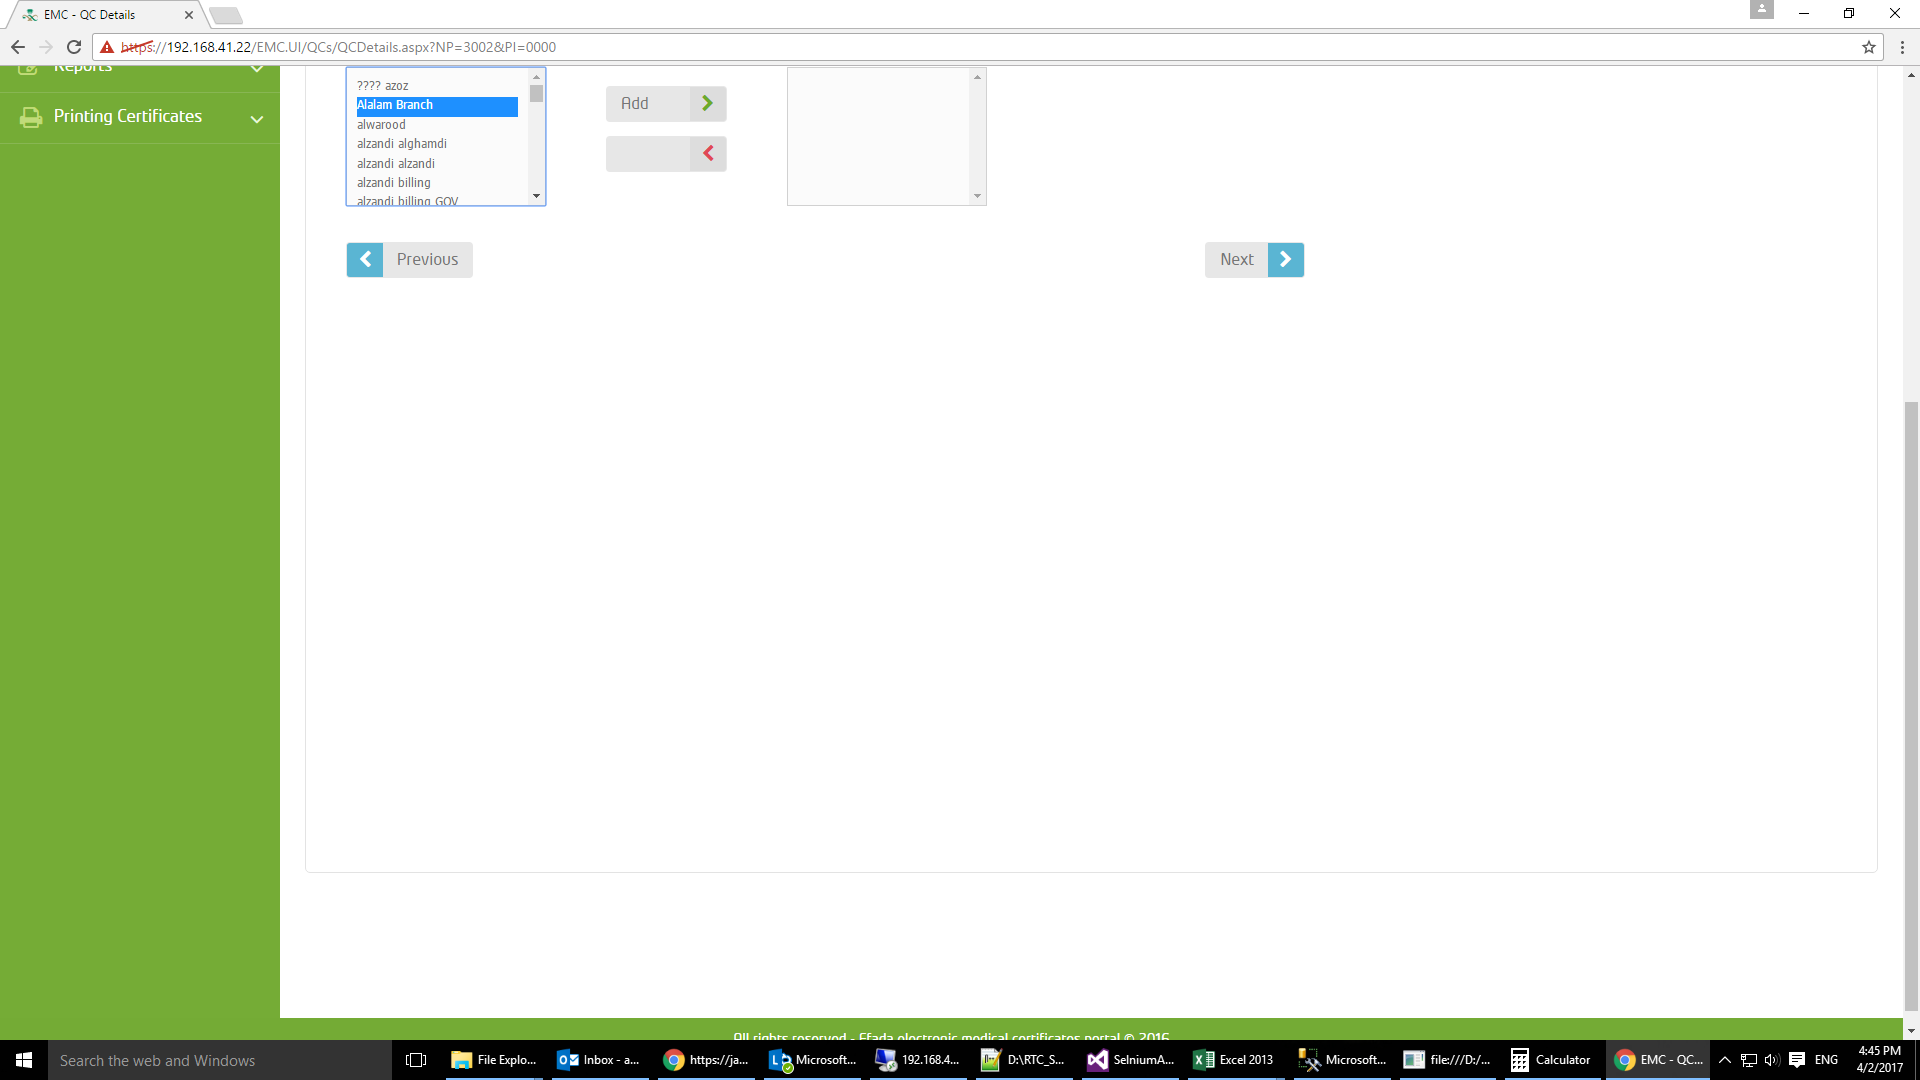 EMC - QC Details
https://192.168.41.22/EMC.UI/QCs/QCDetails.aspx?NP=3002&PI=0000
Reports
Printing Certificates
???? azoz
Alalam Branch
alwarood
alzandi alghamdi
alzandi alzandi
alzandi billing
alzandi billing GOV
Add
Previous
Next
All rights reserved - Efada electronic medical certificates portal © 2016
Search the web and Windows
File Explo...
Inbox - a...
https://ja...
Microsoft...
192.168.4...
D:\RTC_S...
SelniumA...
Excel 2013
Microsoft...
file:///D:/...
Calculator
EMC - QC...
ENG
4:45 PM
4/2/2017